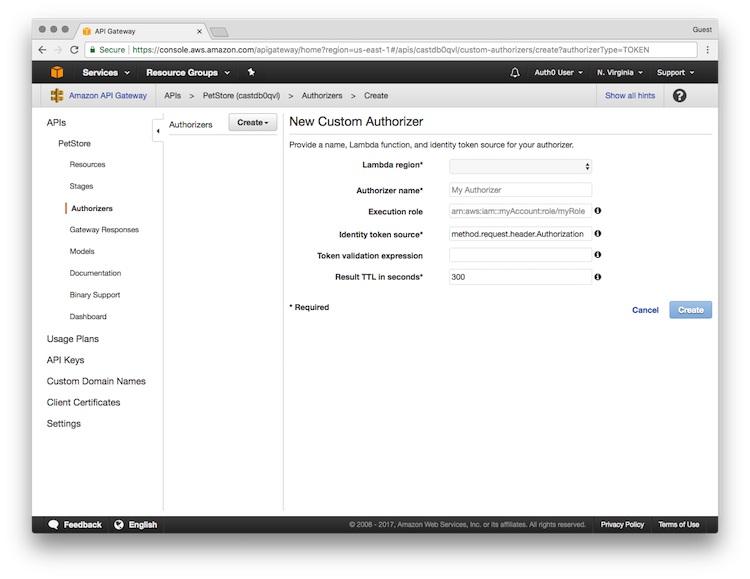 API Gateway
Guest
Secure https://console.aws.amazon.com/apigateway/home?region=us-east-1#/apis/castdb0qvl/custom-authorizers/create?authorizerType=TOKEN
Services Resource Groups Auth0 User N. Virginia Support
Amazon API Gateway APIs > PetStore (castdb0qvl) > Authorizers > Create Show all hints ?
APIs
PetStore
Resources
Stages
Authorizers
Gateway Responses
Models
Documentation
Binary Support
Dashboard
Usage Plans
API Keys
Custom Domain Names
Client Certificates
Settings
Authorizers Create
New Custom Authorizer
Provide a name, Lambda function, and identity token source for your authorizer.
Lambda region*
Authorizer name* My Authorizer
Execution role arn:aws:iam::myAccount:role/myRole
Identity token source* method.request.header.Authorization
Token validation expression
Result TTL in seconds* 300
* Required
Cancel Create
Feedback English © 2008 - 2017, Amazon Web Services, Inc. or its affiliates. All rights reserved. Privacy Policy Terms of Use